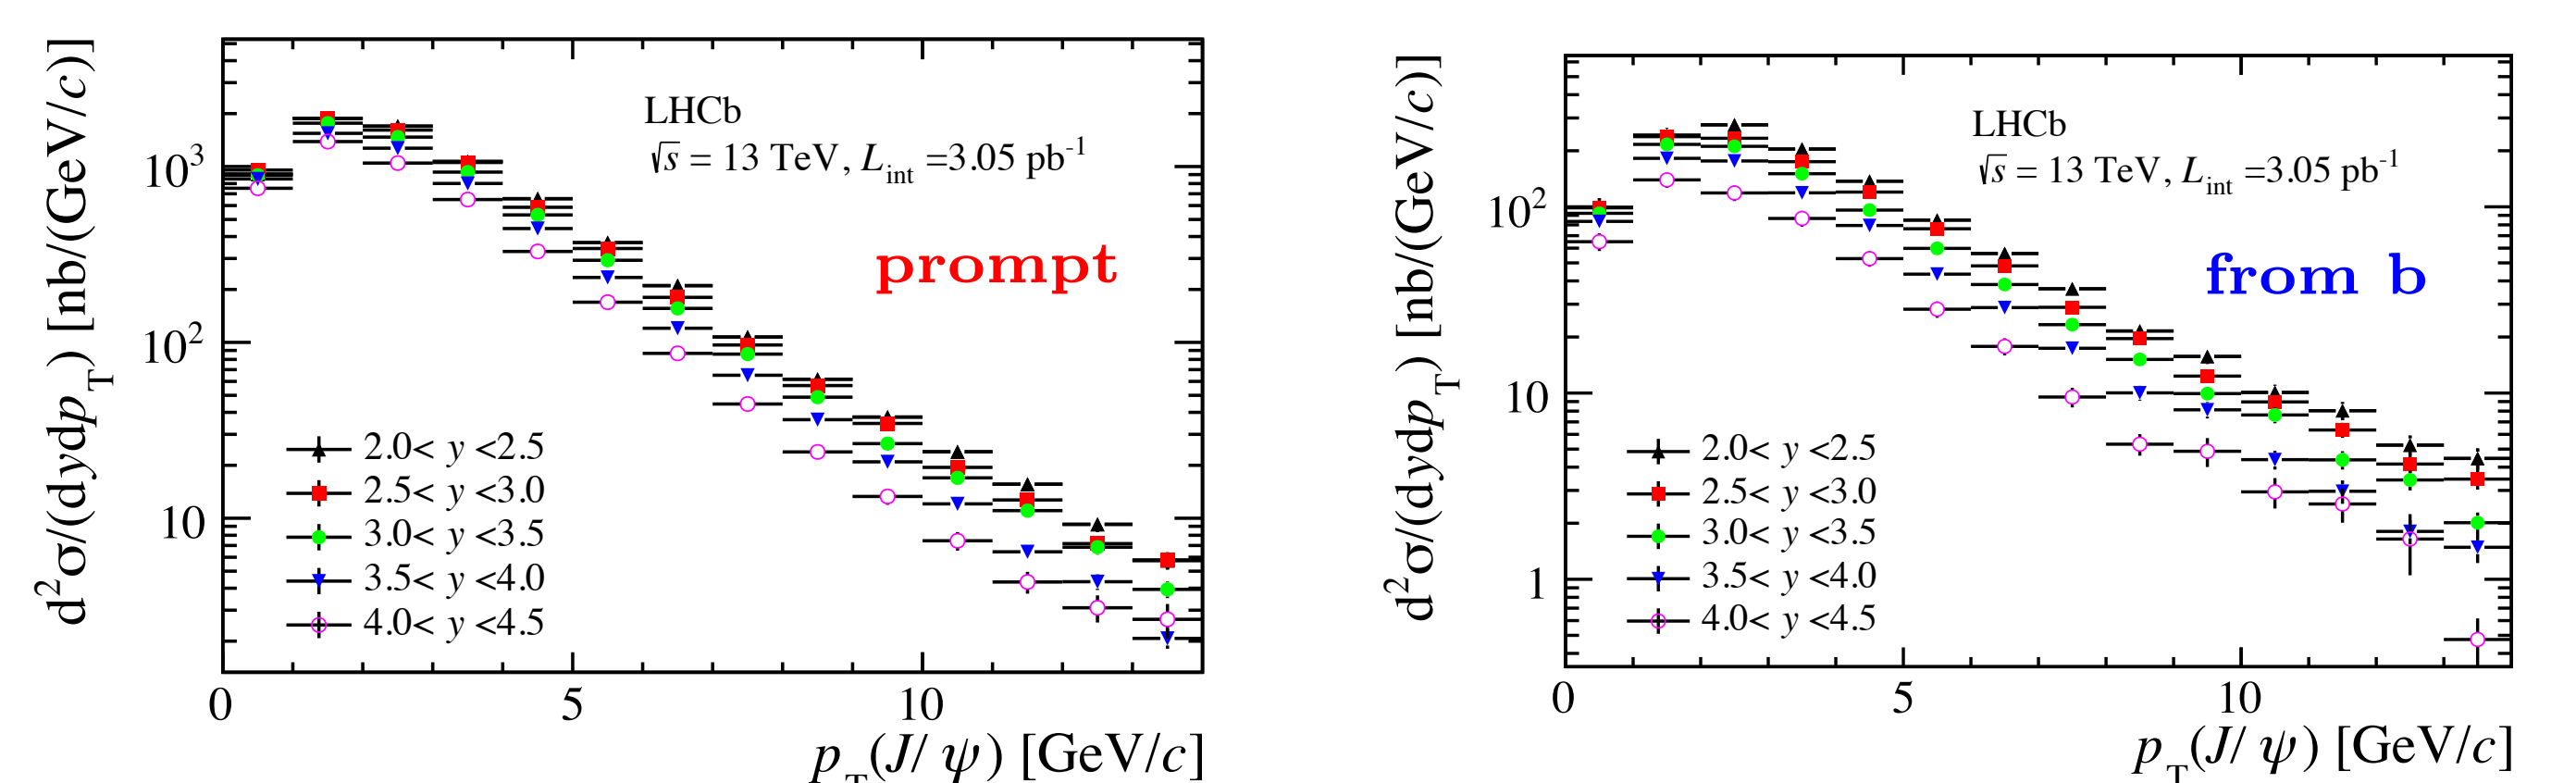 d²σ/(dydp_T) [nb/(GeV/c)]
10³
10²
10
LHCb
√s = 13 TeV, L_int =3.05 pb⁻¹
prompt
2.0< y <2.5
2.5< y <3.0
3.0< y <3.5
3.5< y <4.0
4.0< y <4.5
0
5
10
p_T(J/ψ) [GeV/c]
d²σ/(dydp_T) [nb/(GeV/c)]
10²
10
1
LHCb
√s = 13 TeV, L_int =3.05 pb⁻¹
from b
2.0< y <2.5
2.5< y <3.0
3.0< y <3.5
3.5< y <4.0
4.0< y <4.5
0
5
10
p_T(J/ψ) [GeV/c]